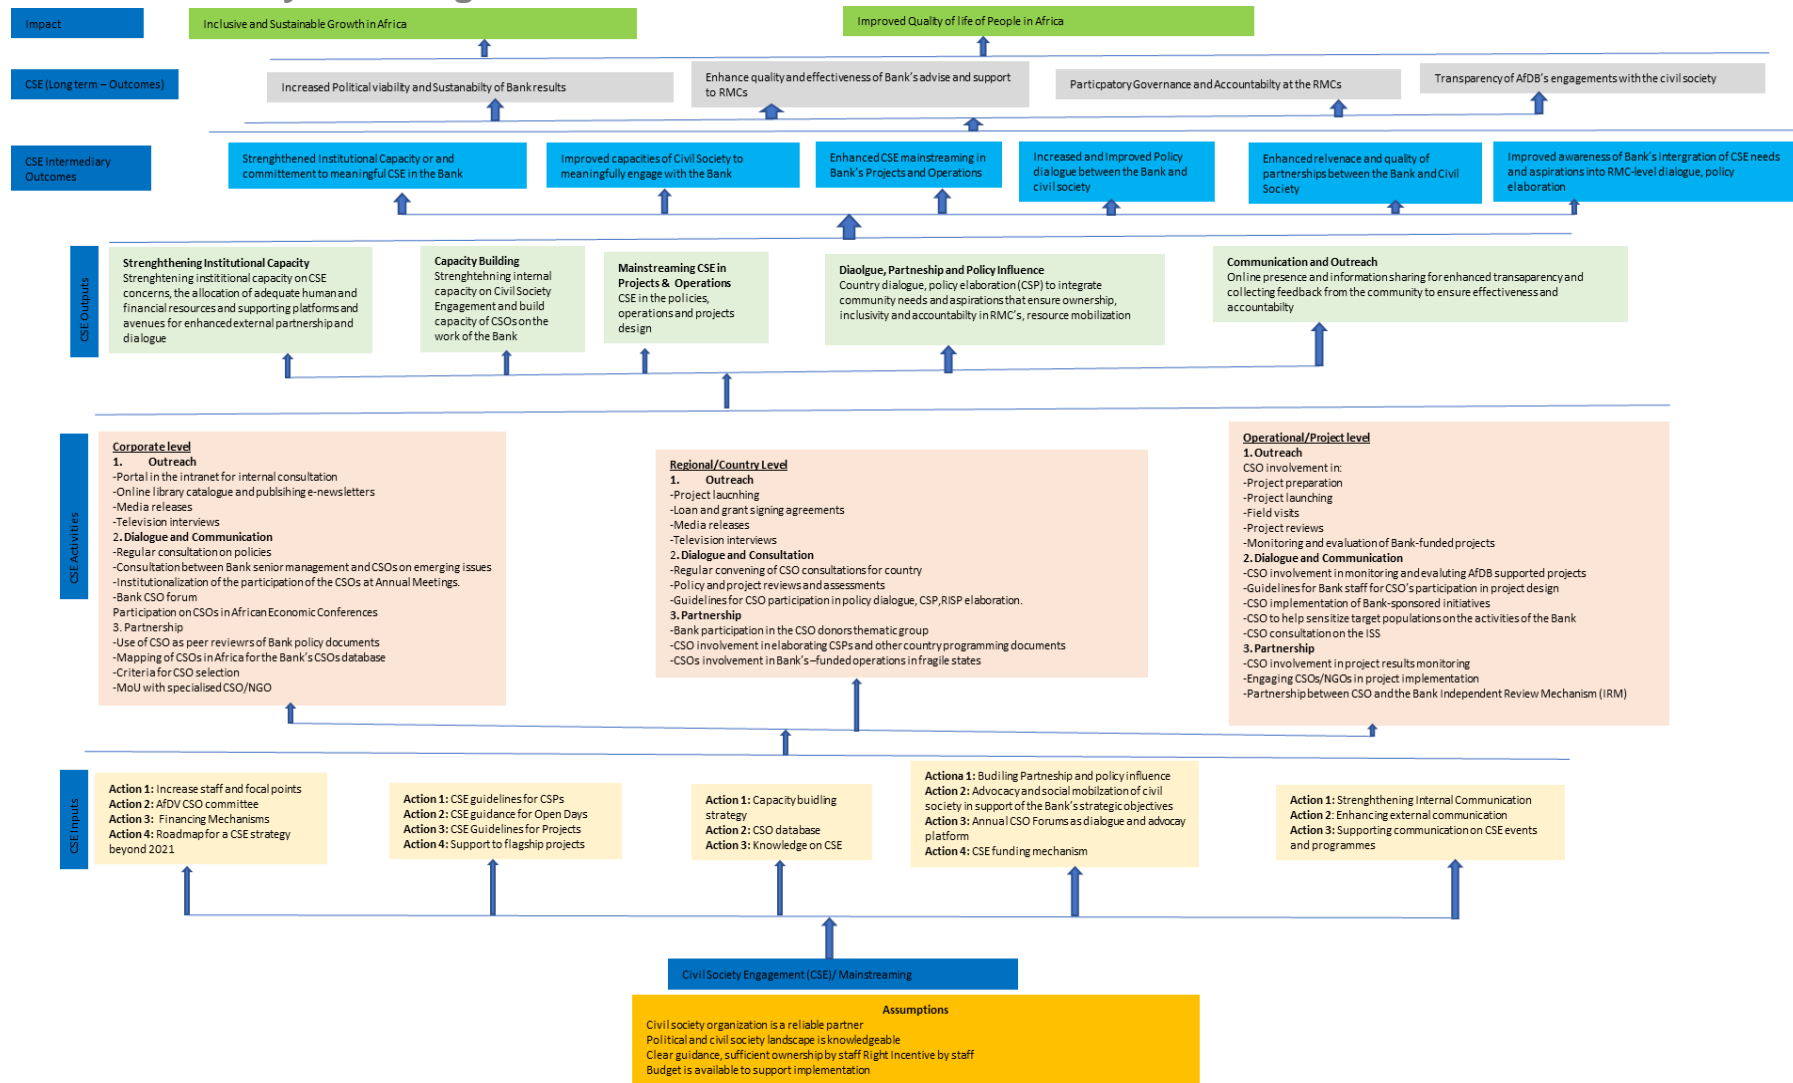 Impact
Inclusive and Sustainable Growth in Africa
Improved Quality of life of People in Africa
CSE (Long term – Outcomes)
Increased Political viability and Sustanabilty of Bank results
Enhance quality and effectiveness of Bank's advise and support
to RMCs
Particpatory Governance and Accountabilty at the RMCs
Transparency of AfDB's engagements with the civil society
CSE Intermediary
Outcomes
Strenghthened Institutional Capacity or and
committement to meaningful CSE in the Bank
Improved capacities of Civil Society to
meaningfully engage with the Bank
Enhanced CSE mainstreaming in
Bank's Projects and Operations
Increased and Improved Policy
dialogue between the Bank and
civil society
Enhanced relvenace and quality of
partnerships between the Bank and Civil
Society
Improved awareness of Bank's intergration of CSE needs
and aspirations into RMC-level dialogue, policy
elaboration
CSE Outputs
Strenghthening Institutional Capacity
Strenghtening instititional capacity on CSE
concerns, the allocation of adequate human and
financial resources and supporting platforms and
avenues for enhanced external partnership and
dialogue
Capacity Building
Strenghtehning internal
capacity on Civil Society
Engagement and build
capacity of CSOs on the
work of the Bank
Mainstreaming CSE in
Projects & Operations
CSE in the policies,
operations and projects
design
Diaolgue, Partneship and Policy Influence
Country dialogue, policy elaboration (CSP) to integrate
community needs and aspirations that ensure ownership,
inclusivity and accountabilty in RMC's, resource mobilization
Communication and Outreach
Online presence and information sharing for enhanced transaparency and
collecting feedback from the community to ensure effectiveness and
accountabilty
CSE Activities
Corporate level
1. Outreach
-Portal in the intranet for internal consultation
-Online library catalogue and publsihing e-newsletters
-Media releases
-Television interviews
2. Dialogue and Communication
-Regular consultation on policies
-Consultation between Bank senior management and CSOs on emerging issues
-Institutionalization of the participation of the CSOs at Annual Meetings.
-Bank CSO forum
Participation on CSOs in African Economic Conferences
3. Partnership
-Use of CSO as peer reviewrs of Bank policy documents
-Mapping of CSOs in Africa for the Bank's CSOs database
-Criteria for CSO selection
-MoU with specialised CSO/NGO
Regional/Country Level
1. Outreach
-Project laucnhing
-Loan and grant signing agreements
-Media releases
-Television interviews
2. Dialogue and Consultation
-Regular convening of CSO consultations for country
-Policy and project reviews and assessments
-Guidelines for CSO participation in policy dialogue, CSP,RISP elaboration.
3. Partnership
-Bank participation in the CSO donors thematic group
-CSO involvement in elaborating CSPs and other country programming documents
-CSOs involvement in Bank's –funded operations in fragile states
Operational/Project level
1. Outreach
CSO involvement in:
-Project preparation
-Project launching
-Field visits
-Project reviews
-Monitoring and evaluation of Bank-funded projects
2. Dialogue and Communication
-CSO involvement in monitoring and evaluting AfDB supported projects
-Guidelines for Bank staff for CSO's participation in project design
-CSO implementation of Bank-sponsored initiatives
-CSO to help sensitize target populations on the activities of the Bank
-CSO consultation on the ISS
3. Partnership
-CSO involvement in project results monitoring
-Engaging CSOs/NGOs in project implementation
-Partnership between CSO and the Bank Independent Review Mechanism (IRM)
CSE Inputs
Action 1: Increase staff and focal points
Action 2: AfDV CSO committee
Action 3: Financing Mechanisms
Action 4: Roadmap for a CSE strategy
beyond 2021
Action 1: CSE guidelines for CSPs
Action 2: CSE guidance for Open Days
Action 3: CSE Guidelines for Projects
Action 4: Support to flagship projects
Action 1: Capacity buidling
strategy
Action 2: CSO database
Action 3: Knowledge on CSE
Actiona 1: Budiling Partneship and policy influence
Action 2: Advocacy and social mobilzation of civil
society in support of the Bank's strategic objectives
Action 3: Annual CSO Forums as dialogue and advocay
platform
Action 4: CSE funding mechanism
Action 1: Strenghthening Internal Communication
Action 2: Enhancing external communication
Action 3: Supporting communication on CSE events
and programmes
Civil Society Engagement (CSE)/ Mainstreaming
Assumptions
Civil society organization is a reliable partner
Political and civil society landscape is knowledgeable
Clear guidance, sufficient ownership by staff Right Incentive by staff
Budget is available to support implementation